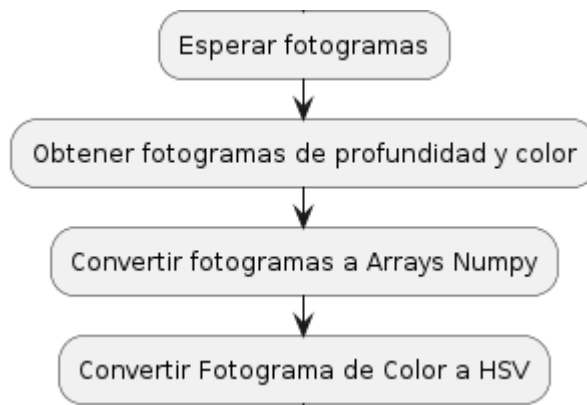 Esperar fotogramas
Obtener fotogramas de profundidad y color
Convertir fotogramas a Arrays Numpy
Convertir Fotograma de Color a HSV